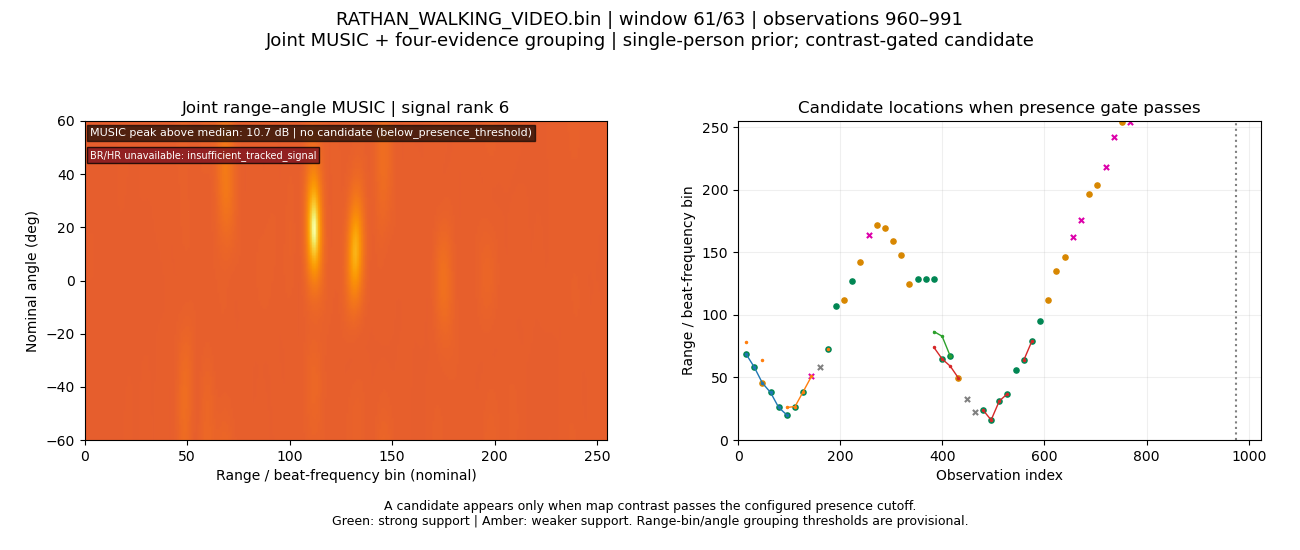 RATHAN_WALKING_VIDEO.bin | window 61/63 | observations 960–991
Joint MUSIC + four-evidence grouping | single-person prior; contrast-gated candidate
Joint range–angle MUSIC | signal rank 6
MUSIC peak above median: 10.7 dB | no candidate (below_presence_threshold)
BR/HR unavailable: insufficient_tracked_signal
Nominal angle (deg)
60
40
20
0
−20
−40
−60
0 50 100 150 200 250
Range / beat-frequency bin (nominal)
Candidate locations when presence gate passes
Range / beat-frequency bin
250
200
150
100
50
0
0 200 400 600 800 1000
Observation index
A candidate appears only when map contrast passes the configured presence cutoff.
Green: strong support | Amber: weaker support. Range-bin/angle grouping thresholds are provisional.